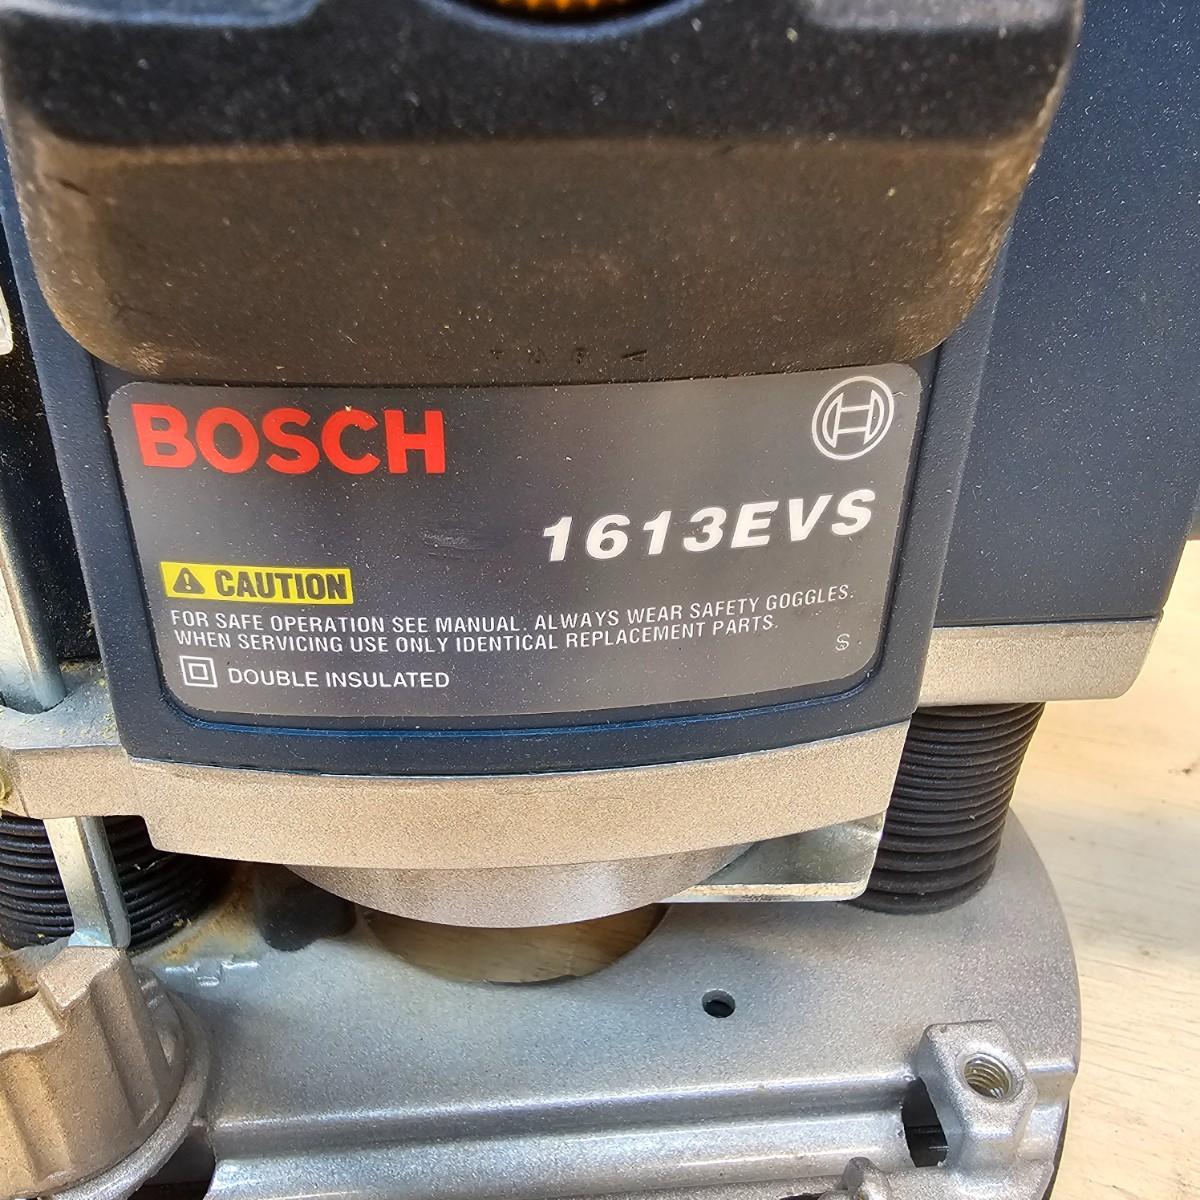 BOSCH
1613EVS
CAUTION
FOR SAFE OPERATION SEE MANUAL. ALWAYS WEAR SAFETY GOGGLES.
WHEN SERVICING USE ONLY IDENTICAL REPLACEMENT PARTS.
S
DOUBLE INSULATED